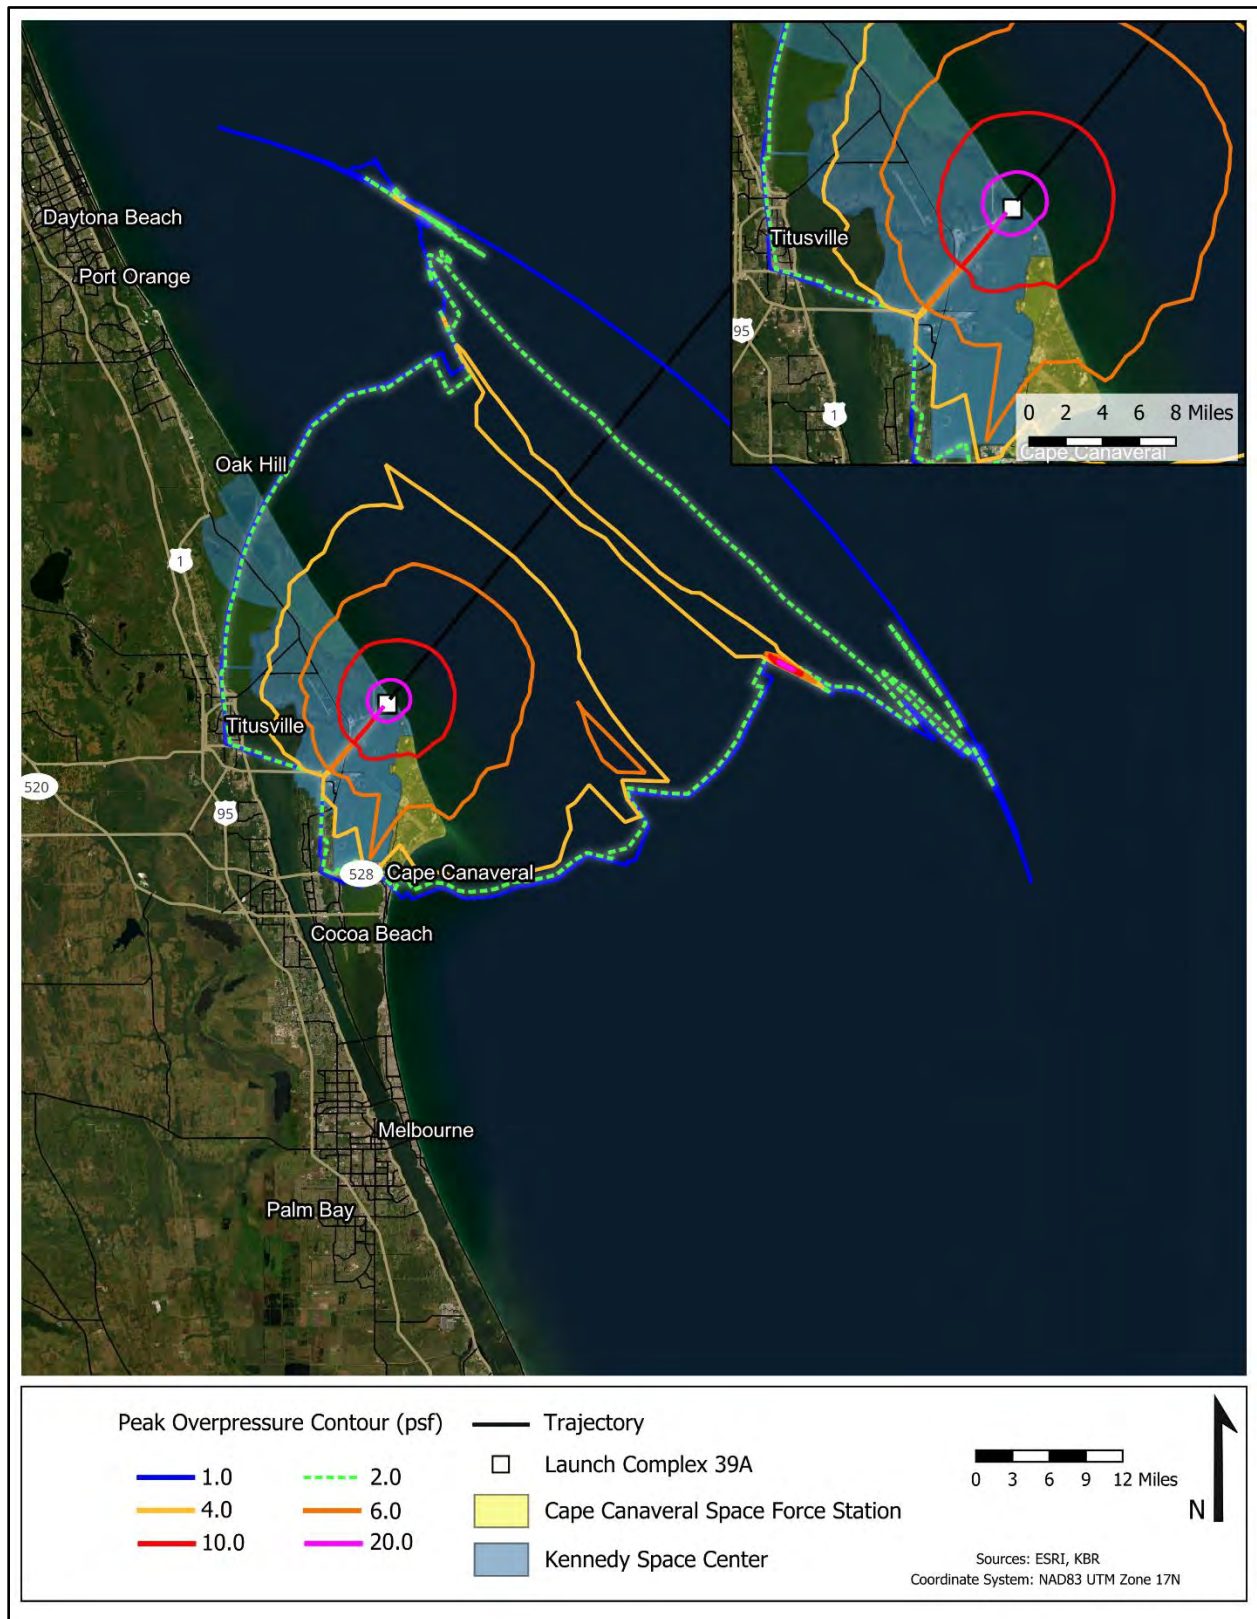 Daytona Beach
Port Orange
Oak Hill
1
Titusville
520
95
528
Cape Canaveral
Cocoa Beach
Melbourne
Palm Bay
Titusville
95
1
0 2 4 6 8 Miles
Cape Canaveral
Peak Overpressure Contour (psf)
1.0
2.0
4.0
6.0
10.0
20.0
Trajectory
Launch Complex 39A
Cape Canaveral Space Force Station
Kennedy Space Center
0 3 6 9 12 Miles
N
Sources: ESRI, KBR
Coordinate System: NAD83 UTM Zone 17N